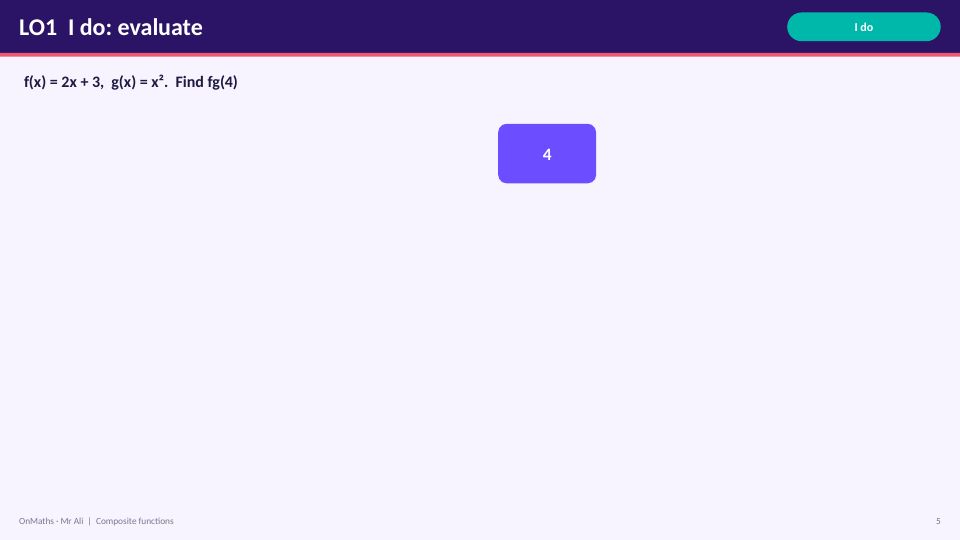 LO1  I do: evaluate
I do
f(x) = 2x + 3,  g(x) = x².  Find fg(4)
4
OnMaths - Mr Ali  |  Composite functions
5